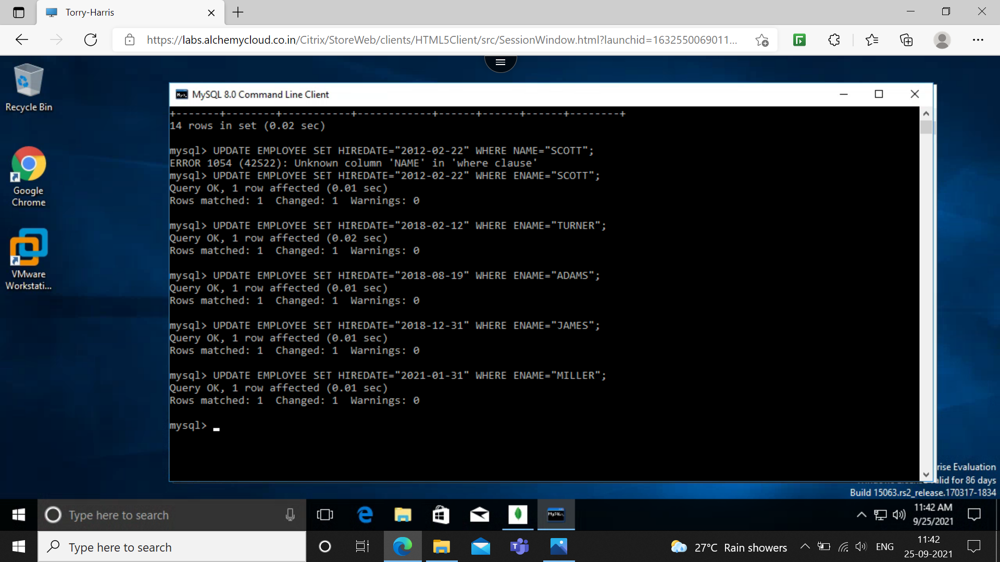 Torry-Harris
https://labs.alchemycloud.co.in/Citrix/StoreWeb/clients/HTML5Client/src/SessionWindow.html?launchid=1632550069011...
Recycle Bin
Google
Chrome
VMware
Workstati...
MySQL 8.0 Command Line Client
+-------+--------+-----------+------------+------+------+------+--------+
14 rows in set (0.02 sec)
mysql> UPDATE EMPLOYEE SET HIREDATE="2012-02-22" WHERE NAME="SCOTT";
ERROR 1054 (42S22): Unknown column 'NAME' in 'where clause'
mysql> UPDATE EMPLOYEE SET HIREDATE="2012-02-22" WHERE ENAME="SCOTT";
Query OK, 1 row affected (0.01 sec)
Rows matched: 1  Changed: 1  Warnings: 0
mysql> UPDATE EMPLOYEE SET HIREDATE="2018-02-12" WHERE ENAME="TURNER";
Query OK, 1 row affected (0.02 sec)
Rows matched: 1  Changed: 1  Warnings: 0
mysql> UPDATE EMPLOYEE SET HIREDATE="2018-08-19" WHERE ENAME="ADAMS";
Query OK, 1 row affected (0.01 sec)
Rows matched: 1  Changed: 1  Warnings: 0
mysql> UPDATE EMPLOYEE SET HIREDATE="2018-12-31" WHERE ENAME="JAMES";
Query OK, 1 row affected (0.01 sec)
Rows matched: 1  Changed: 1  Warnings: 0
mysql> UPDATE EMPLOYEE SET HIREDATE="2021-01-31" WHERE ENAME="MILLER";
Query OK, 1 row affected (0.01 sec)
Rows matched: 1  Changed: 1  Warnings: 0
mysql>
rise Evaluation
alid for 86 days
Build 15063.rs2_release.170317-1834
Type here to search
11:42 AM
9/25/2021
Type here to search
27°C Rain showers
ENG
11:42
25-09-2021